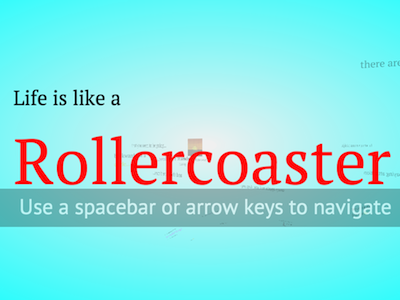 there are
Life is like a
Rollercoaster
Use a spacebar or arrow keys to navigate